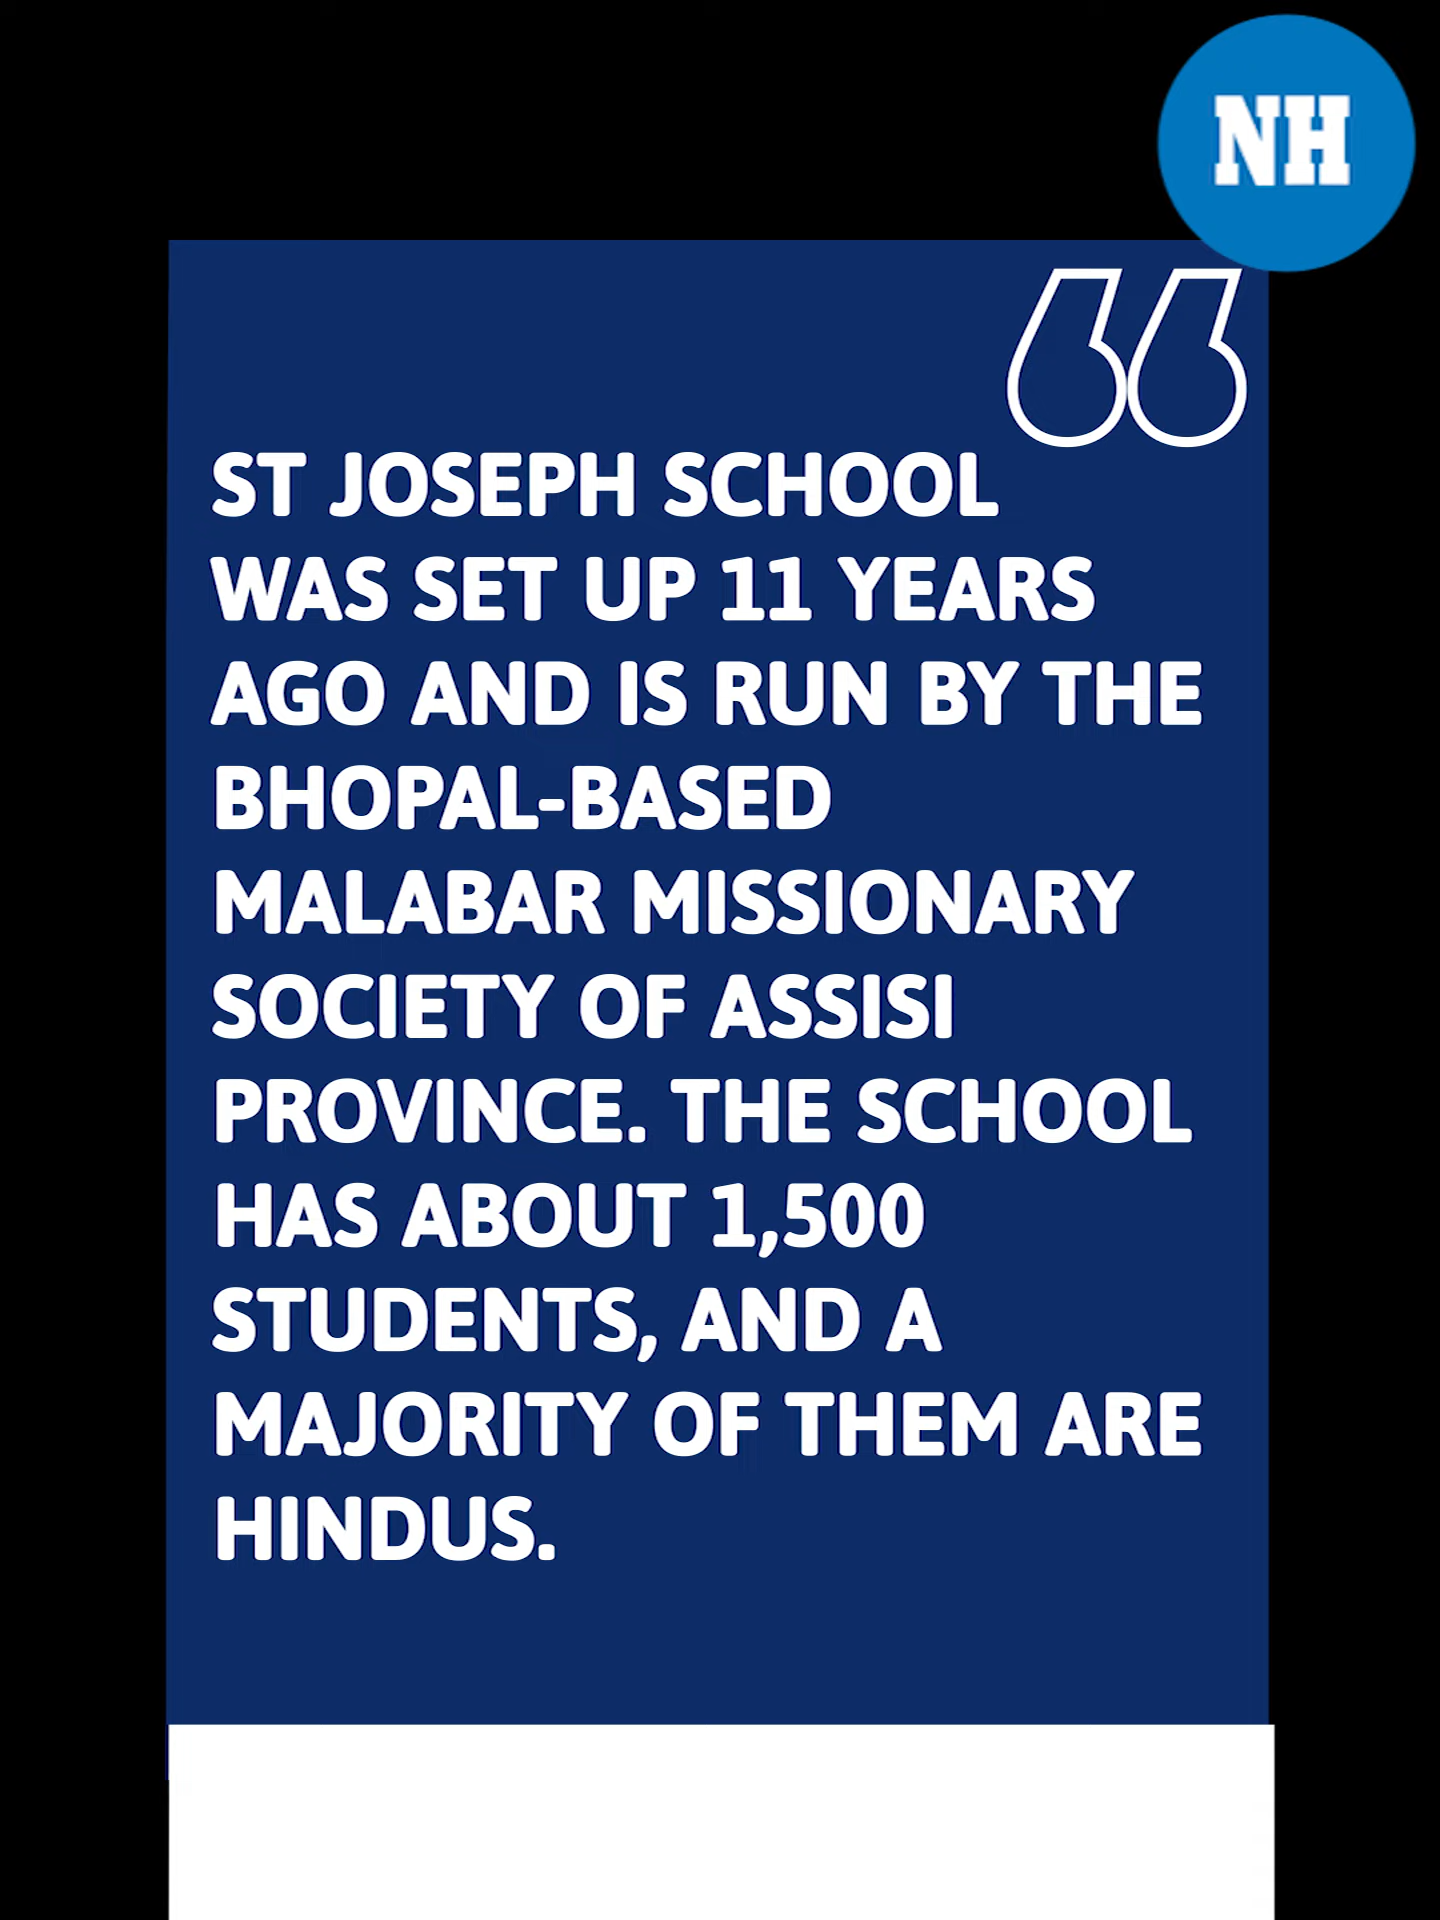 NH
ST JOSEPH SCHOOL
WAS SET UP 11 YEARS
AGO AND IS RUN BY THE
BHOPAL-BASED
MALABAR MISSIONARY
SOCIETY OF ASSISI
PROVINCE. THE SCHOOL
HAS ABOUT 1,500
STUDENTS, AND A
MAJORITY OF THEM ARE
HINDUS.